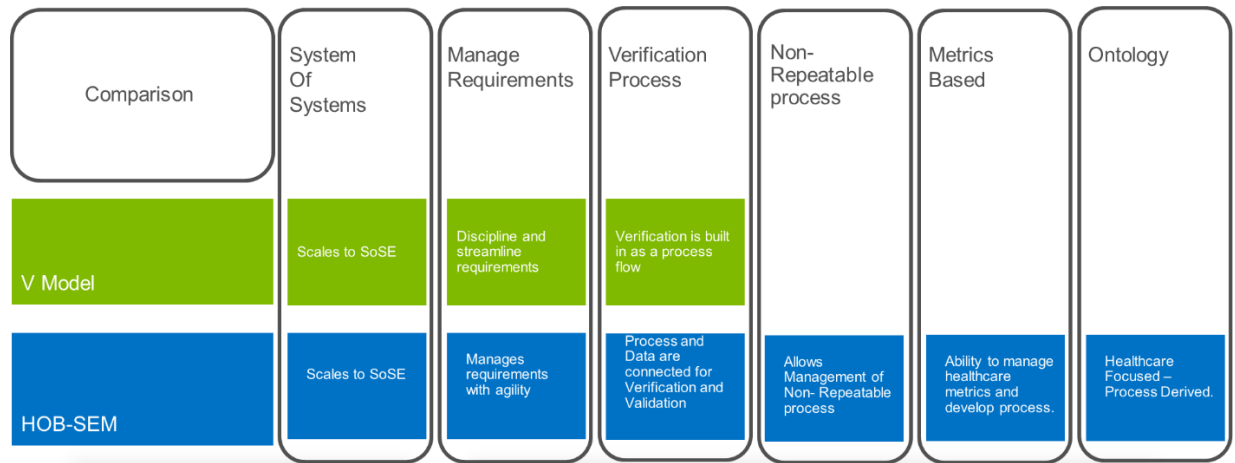 Comparison
System
Of
Systems
Manage
Requirements
Verification
Process
Non-
Repeatable
process
Metrics
Based
Ontology
V Model
Scales to SoSE
Discipline and
streamline
requirements
Verification is built
in as a process
flow
HOB-SEM
Scales to SoSE
Manages
requirements
with agility
Process and
Data are
connected for
Verification and
Validation
Allows
Management of
Non- Repeatable
process
Ability to manage
healthcare
metrics and
develop process.
Healthcare
Focused –
Process Derived.